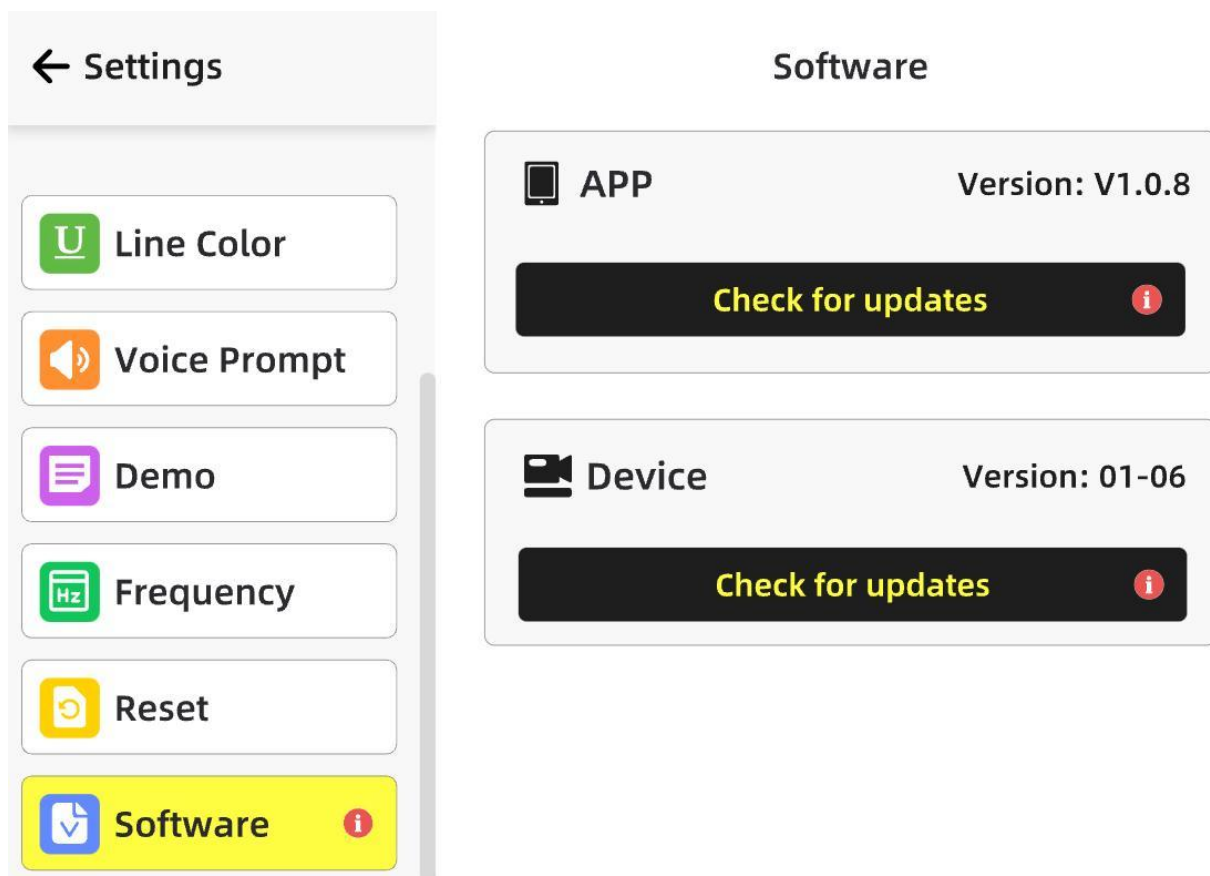 Settings
Line Color
Voice Prompt
Demo
Hz
Frequency
Reset
Software
Software
APP
Version: V1.0.8
Check for updates
Device
Version: 01-06
Check for updates